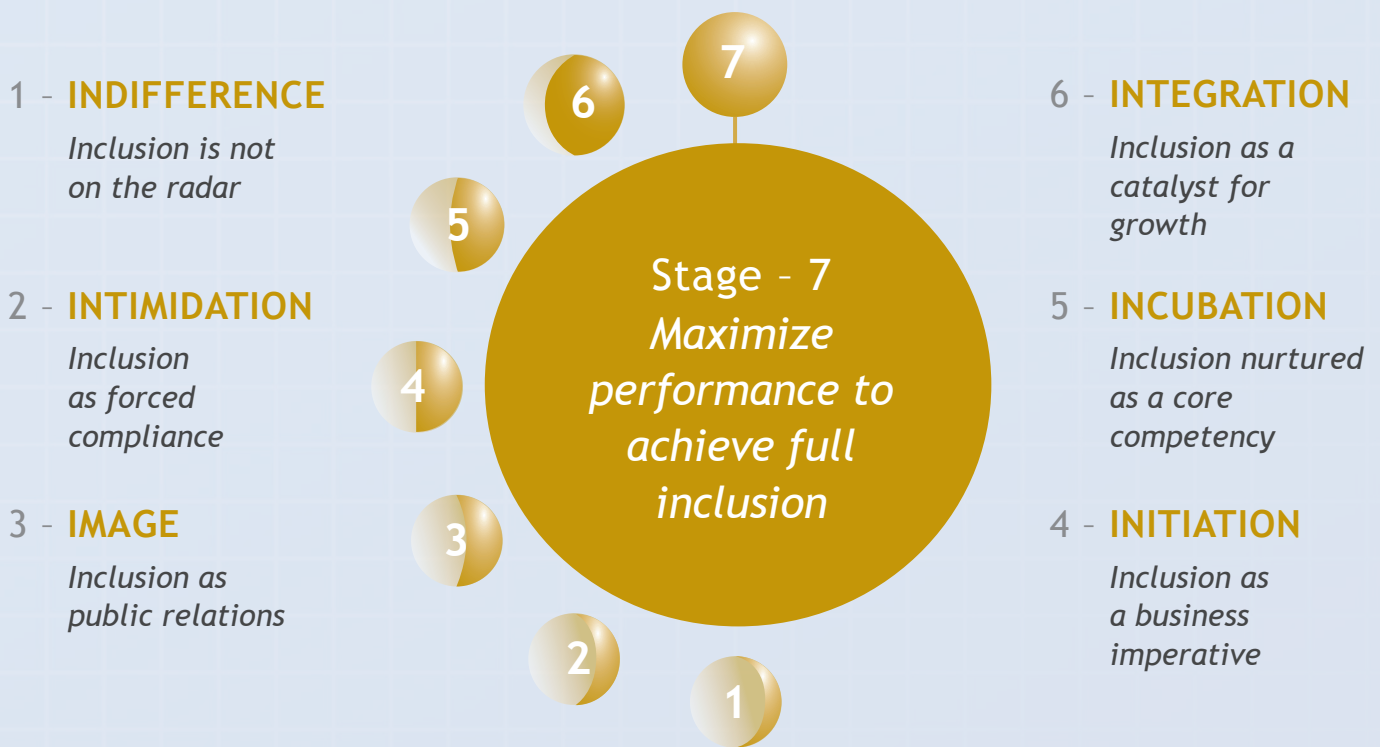 1 – INDIFFERENCE
Inclusion is not
on the radar
2 – INTIMIDATION
Inclusion
as forced
compliance
3 – IMAGE
Inclusion as
public relations
7
6
5
4
3
2
1
Stage – 7
Maximize
performance to
achieve full
inclusion
6 – INTEGRATION
Inclusion as a
catalyst for
growth
5 – INCUBATION
Inclusion nurtured
as a core
competency
4 – INITIATION
Inclusion as
a business
imperative